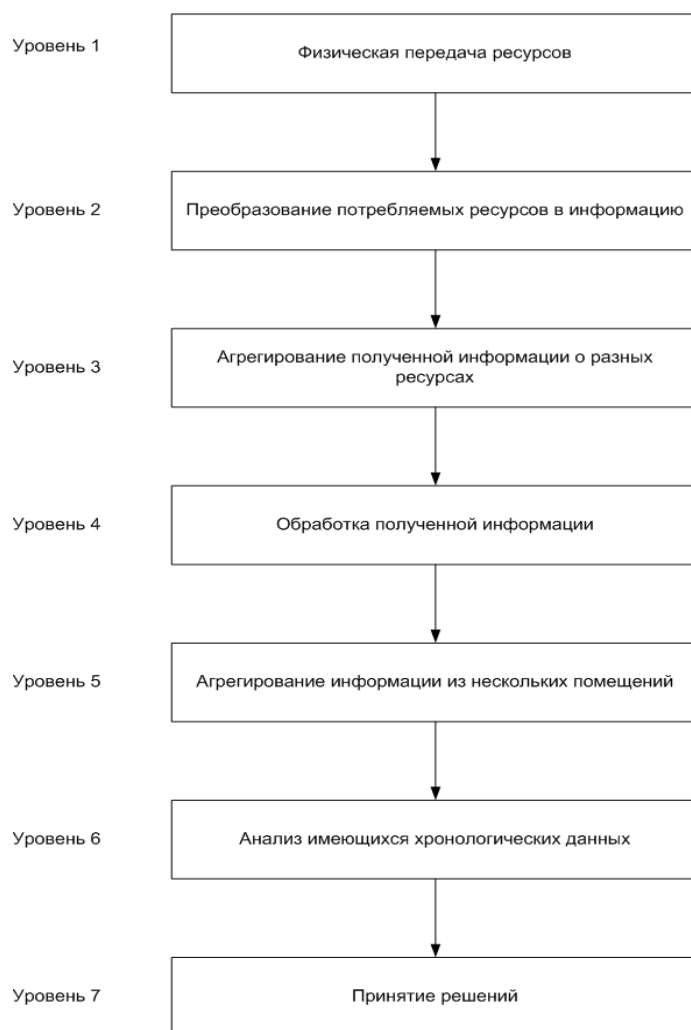 Уровень 1
Физическая передача ресурсов
Уровень 2
Преобразование потребляемых ресурсов в информацию
Уровень 3
Агрегирование полученной информации о разных
ресурсах
Уровень 4
Обработка полученной информации
Уровень 5
Агрегирование информации из нескольких помещений
Уровень 6
Анализ имеющихся хронологических данных
Уровень 7
Принятие решений